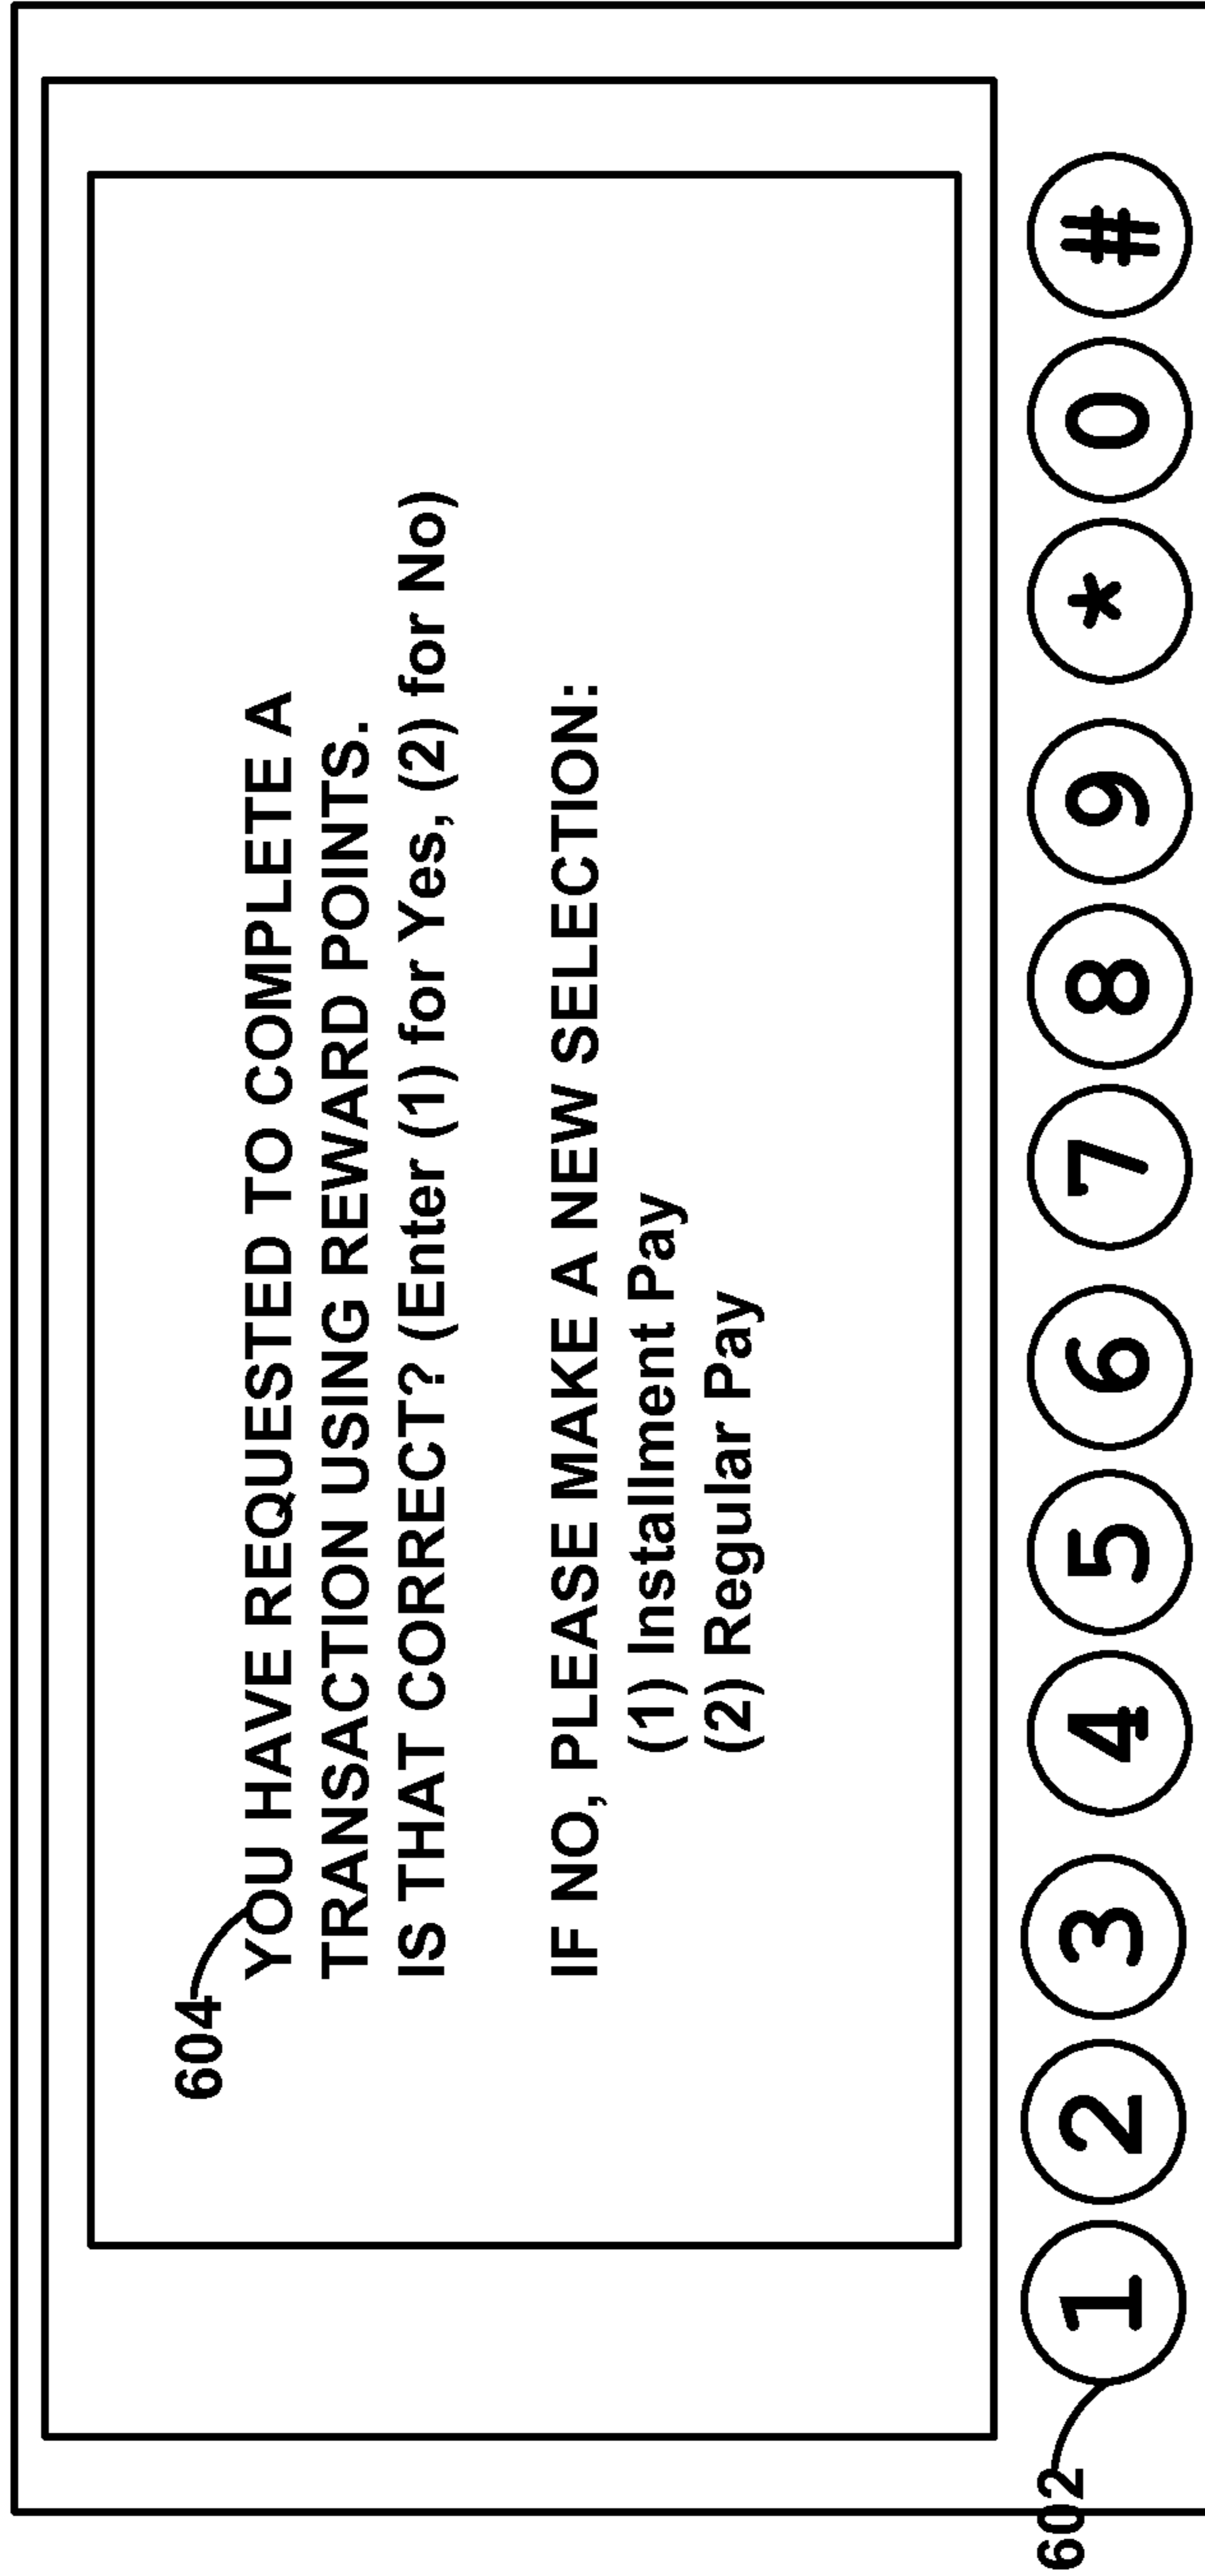 604
YOU HAVE REQUESTED TO COMPLETE A
TRANSACTION USING REWARD POINTS.
IS THAT CORRECT? (Enter (1) for Yes, (2) for No)
IF NO, PLEASE MAKE A NEW SELECTION:
(1) Installment Pay
(2) Regular Pay
602
1 2 3 4 5 6 7 8 9 * 0 #